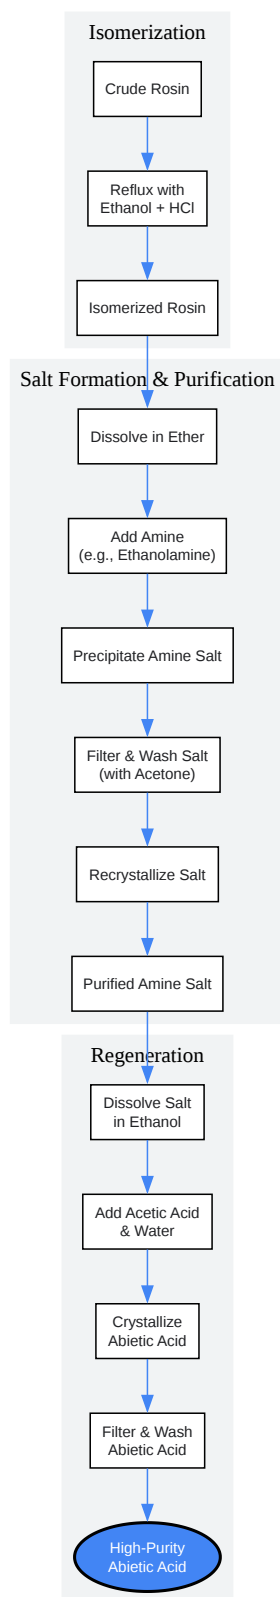 Isomerization
Crude Rosin
Reflux with
Ethanol + HCl
Isomerized Rosin
Salt Formation & Purification
Dissolve in Ether
Add Amine
(e.g., Ethanolamine)
Precipitate Amine Salt
Filter & Wash Salt
(with Acetone)
Recrystallize Salt
Purified Amine Salt
Regeneration
Dissolve Salt
in Ethanol
Add Acetic Acid
& Water
Crystallize
Abietic Acid
Filter & Wash
Abietic Acid
High-Purity
Abietic Acid